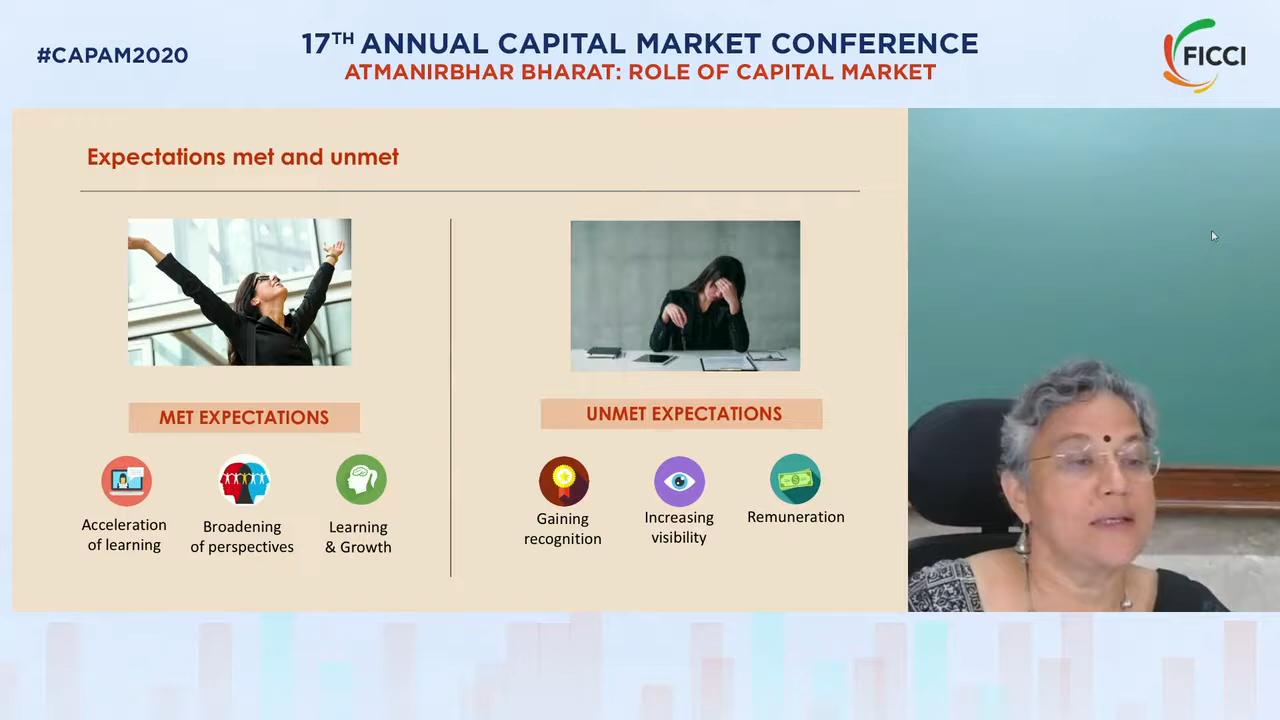 #CAPAM2020
17TH ANNUAL CAPITAL MARKET CONFERENCE
ATMANIRBHAR BHARAT: ROLE OF CAPITAL MARKET
FICCI
Expectations met and unmet
MET EXPECTATIONS
Acceleration
of learning
Broadening
of perspectives
Learning
& Growth
UNMET EXPECTATIONS
Gaining
recognition
Increasing
visibility
Remuneration